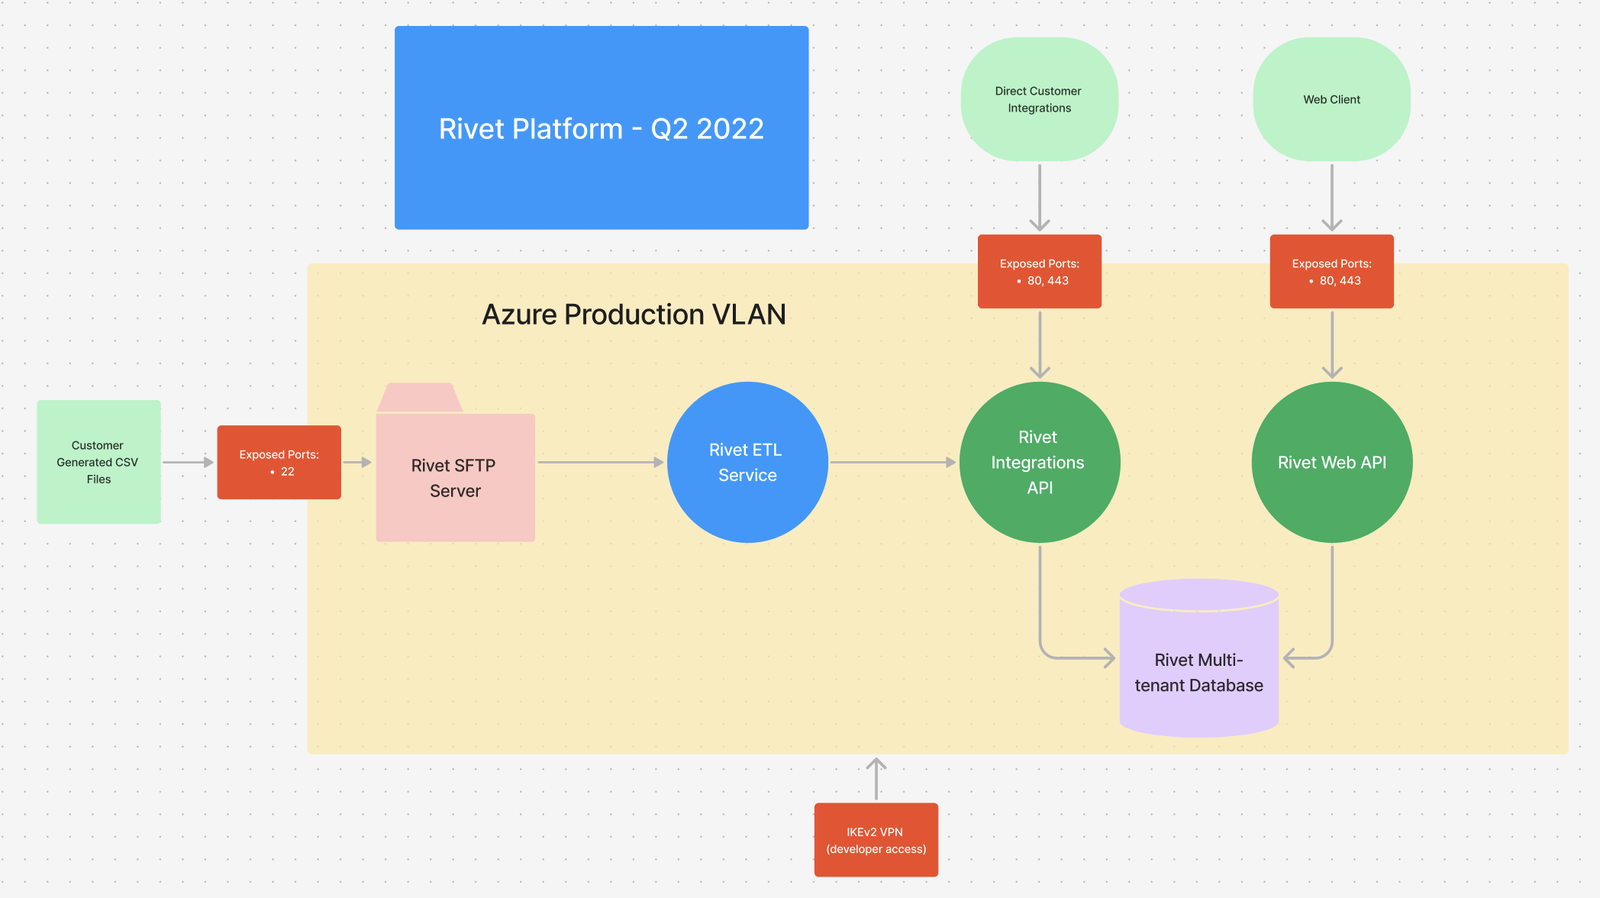 Rivet Platform - Q2 2022
Direct Customer
Integrations
Web Client
Exposed Ports:
• 80, 443
Exposed Ports:
• 80, 443
Azure Production VLAN
Customer
Generated CSV
Files
Exposed Ports:
• 22
Rivet SFTP
Server
Rivet ETL
Service
Rivet
Integrations
API
Rivet Web API
Rivet Multi-
tenant Database
IKEv2 VPN
(developer access)